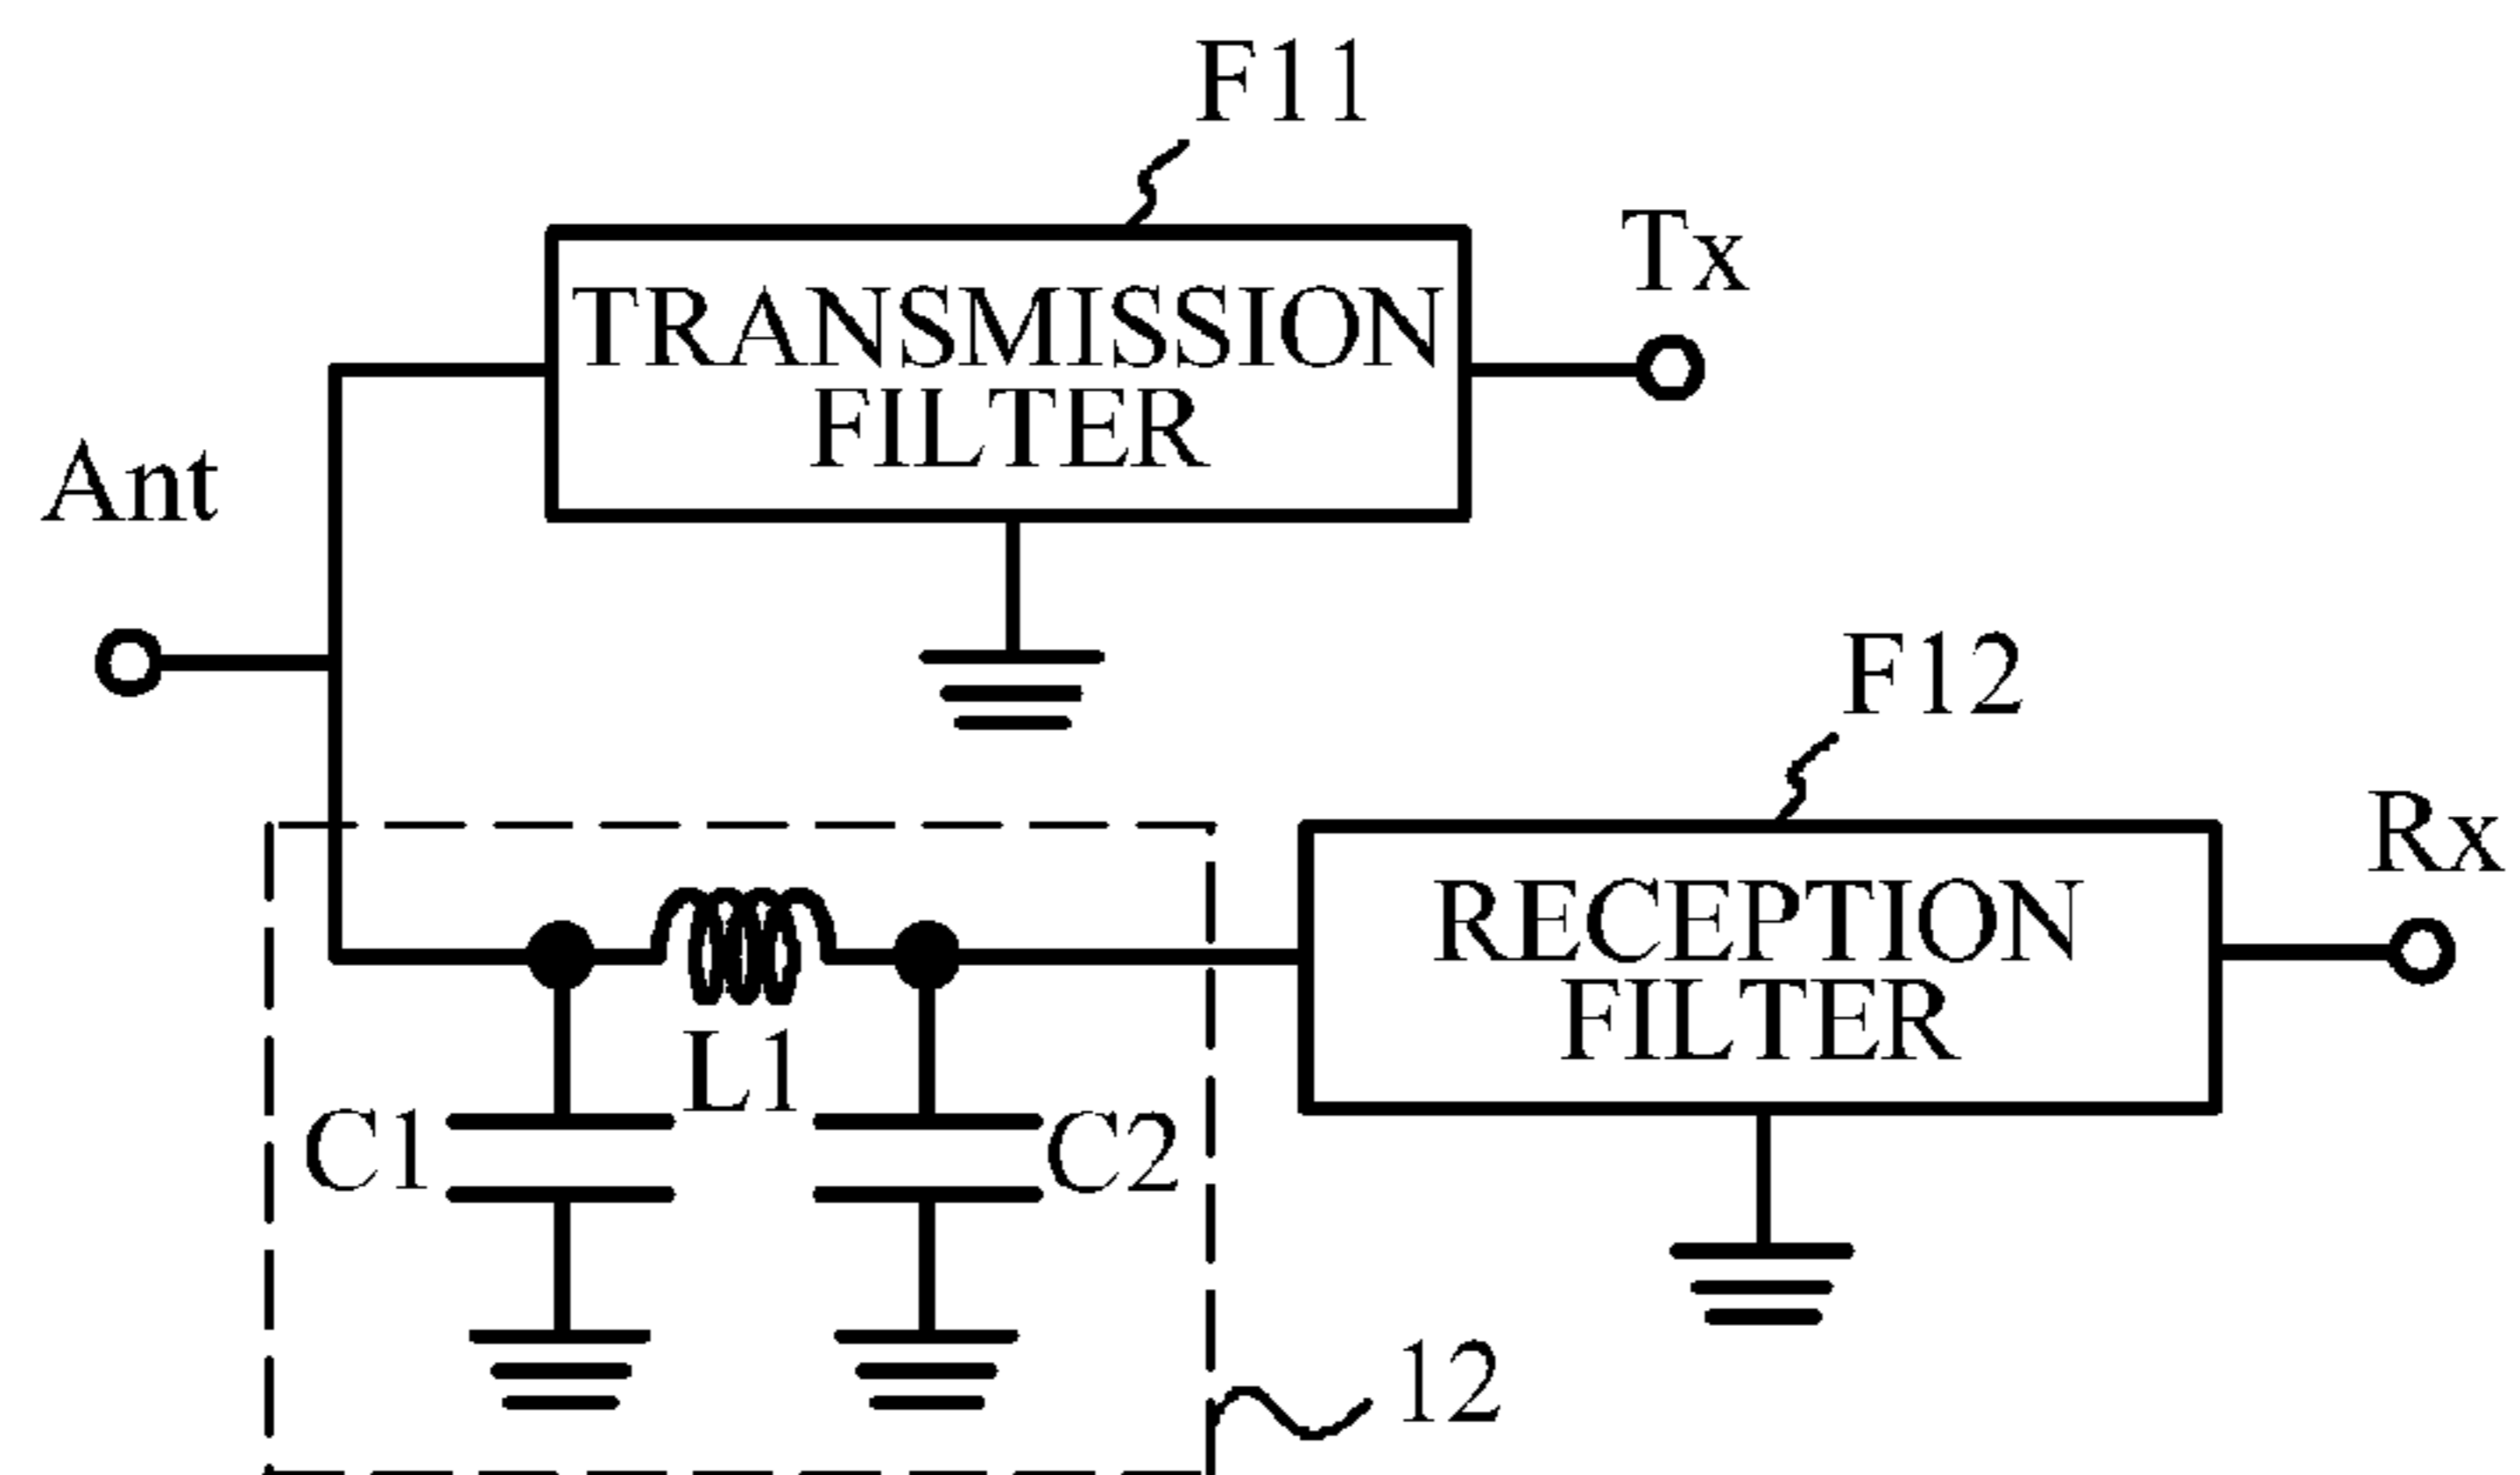 F11
Tx
TRANSMISSION
FILTER
Ant
F12
Rx
RECEPTION
FILTER
L1
C1
C2
12